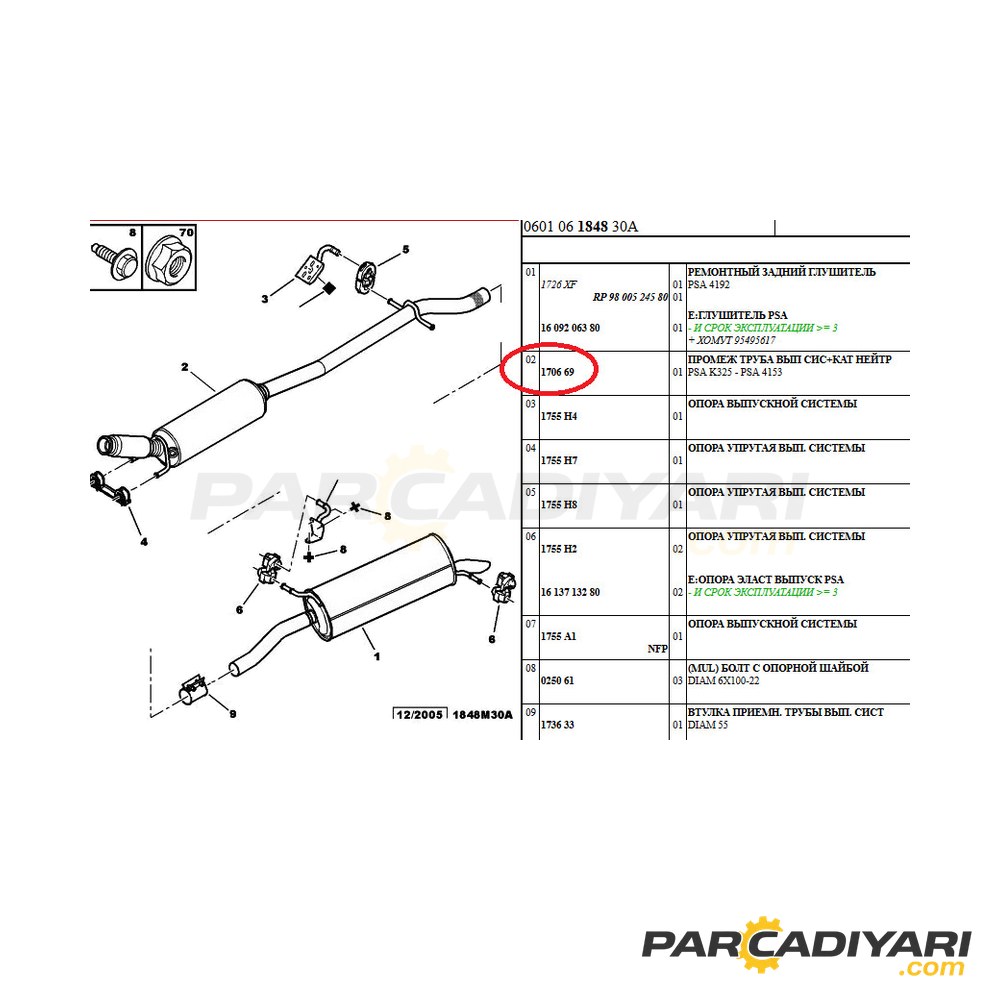 8
70
5
3
2
4
8
8
6
6
1
9
12/2005 1848M30A
0601 06 1848 30A
01
РЕМОНТНЫЙ ЗАДНИЙ ГЛУШИТЕЛЬ
1726 XF 01 PSA 4192
RP 98 005 245 80 01
E:ГЛУШИТЕЛЬ PSA
16 092 063 80 01 - И СРОК ЭКСПЛУАТАЦИИ >= 3
+ ХОМУТ 95495617
02 ПРОМЕЖ ТРУБА ВЫП СИС+КАТ НЕЙТР
1706 69 01 PSA K325 - PSA 4153
03 ОПОРА ВЫПУСКНОЙ СИСТЕМЫ
1755 H4 01
04 ОПОРА УПРУГАЯ ВЫП. СИСТЕМЫ
1755 H7 01
05 ОПОРА УПРУГАЯ ВЫП. СИСТЕМЫ
1755 H8 01
06 ОПОРА УПРУГАЯ ВЫП. СИСТЕМЫ
1755 H2 02
E:ОПОРА ЭЛАСТ ВЫПУСК PSA
16 137 132 80 02 - И СРОК ЭКСПЛУАТАЦИИ >= 3
07 ОПОРА ВЫПУСКНОЙ СИСТЕМЫ
1755 A1 01
NFP
08 (MUL) БОЛТ С ОПОРНОЙ ШАЙБОЙ
0250 61 03 DIAM 6X100-22
09 ВТУЛКА ПРИЕМН. ТРУБЫ ВЫП. СИСТ
1736 33 01 DIAM 55
PARCADIYARI
.com
PARCADIYARI
.com